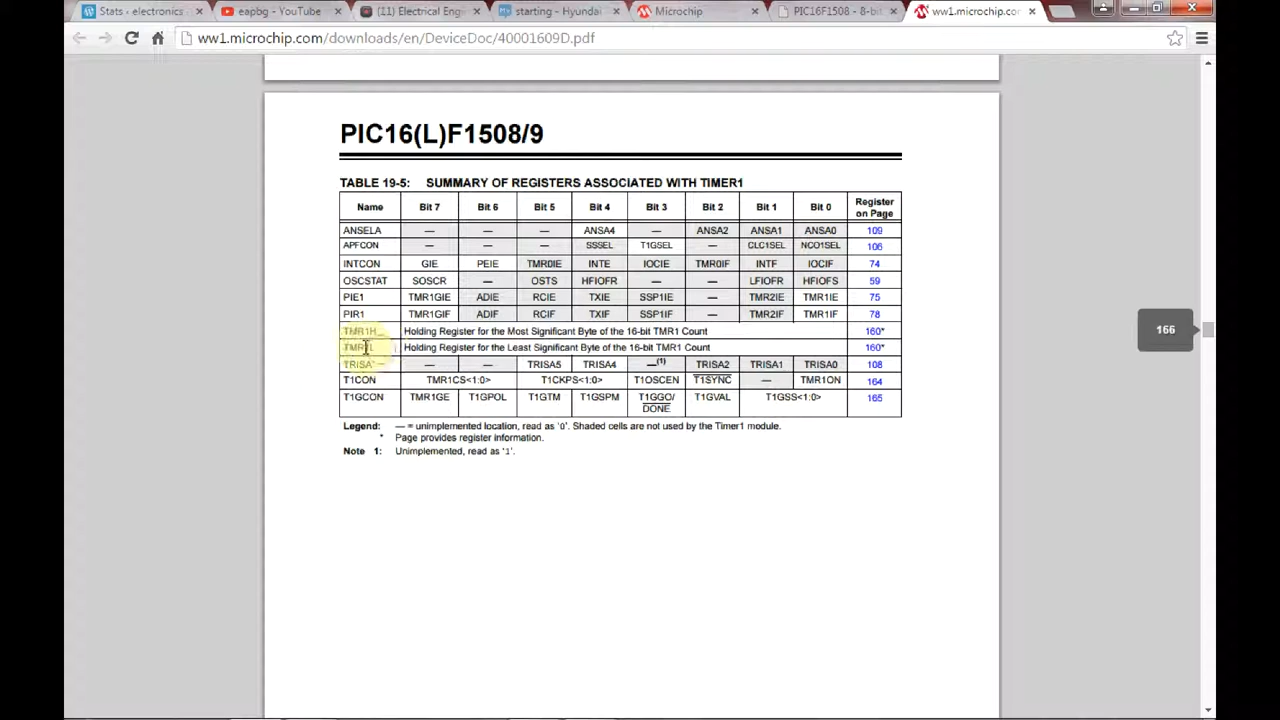 Stats ‹ electronics
eapbg - YouTube
(11) Electrical Engi
starting - Hyundai
Microchip
PIC16F1508 - 8-bit
ww1.microchip.co
ww1.microchip.com/downloads/en/DeviceDoc/40001609D.pdf
PIC16(L)F1508/9
TABLE 19-5: SUMMARY OF REGISTERS ASSOCIATED WITH TIMER1
Name Bit 7 Bit 6 Bit 5 Bit 4 Bit 3 Bit 2 Bit 1 Bit 0 Register on Page
ANSELA — — — ANSA4 — ANSA2 ANSA1 ANSA0 109
APFCON — — — SSSEL T1GSEL — CLC1SEL NCO1SEL 106
INTCON GIE PEIE TMR0IE INTE IOCIE TMR0IF INTF IOCIF 74
OSCSTAT SOSCR — OSTS HFIOFR — — LFIOFR HFIOFS 59
PIE1 TMR1GIE ADIE RCIE TXIE SSP1IE — TMR2IE TMR1IE 75
PIR1 TMR1GIF ADIF RCIF TXIF SSP1IF — TMR2IF TMR1IF 78
TMR1H Holding Register for the Most Significant Byte of the 16-bit TMR1 Count 160*
TMR1L Holding Register for the Least Significant Byte of the 16-bit TMR1 Count 160*
TRISA — — TRISA5 TRISA4 —(1) TRISA2 TRISA1 TRISA0 108
T1CON TMR1CS<1:0> T1CKPS<1:0> T1OSCEN T1SYNC — TMR1ON 164
T1GCON TMR1GE T1GPOL T1GTM T1GSPM T1GGO/ DONE T1GVAL T1GSS<1:0> 165
Legend: — = unimplemented location, read as '0'. Shaded cells are not used by the Timer1 module.
* Page provides register information.
Note 1: Unimplemented, read as '1'.
166